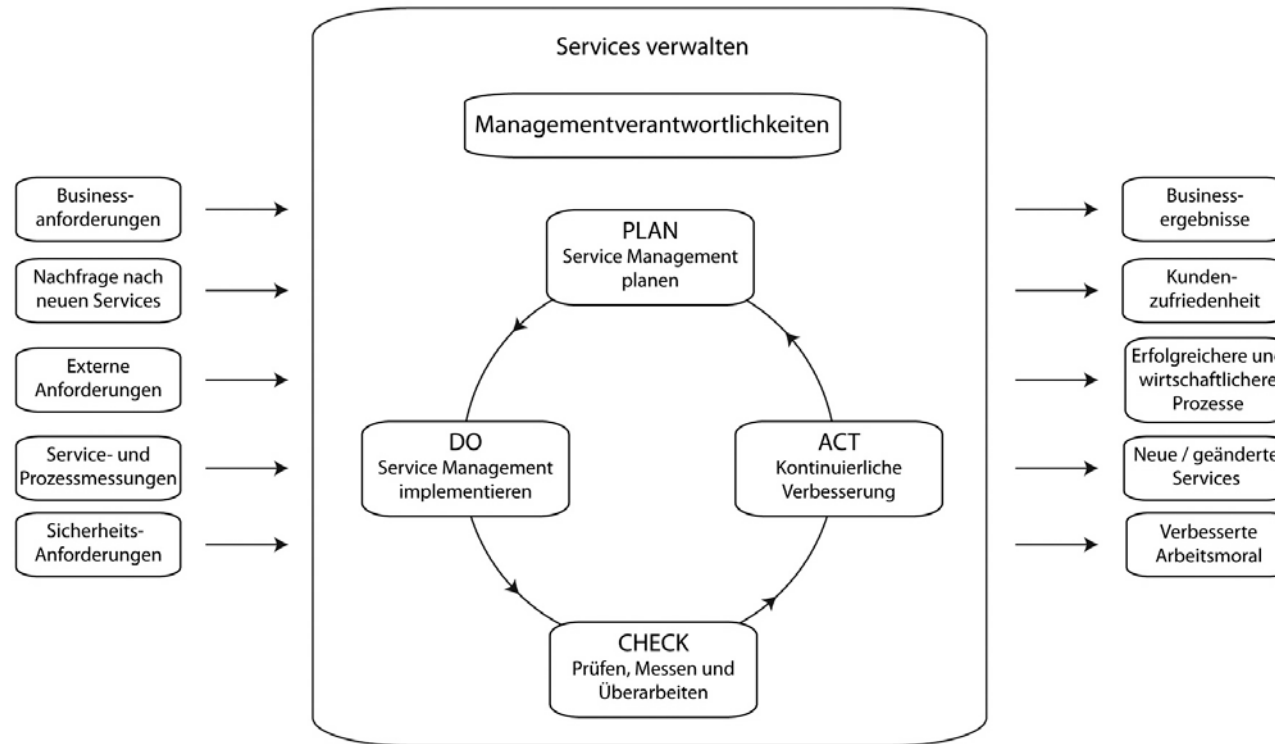 Services verwalten
Managementverantwortlichkeiten
Business-
anforderungen
Nachfrage nach
neuen Services
Externe
Anforderungen
Service- und
Prozessmessungen
Sicherheits-
Anforderungen
PLAN
Service Management
planen
DO
Service Management
implementieren
ACT
Kontinuierliche
Verbesserung
CHECK
Prüfen, Messen und
Überarbeiten
Business-
ergebnisse
Kunden-
zufriedenheit
Erfolgreichere und
wirtschaftlichere
Prozesse
Neue / geänderte
Services
Verbesserte
Arbeitsmoral